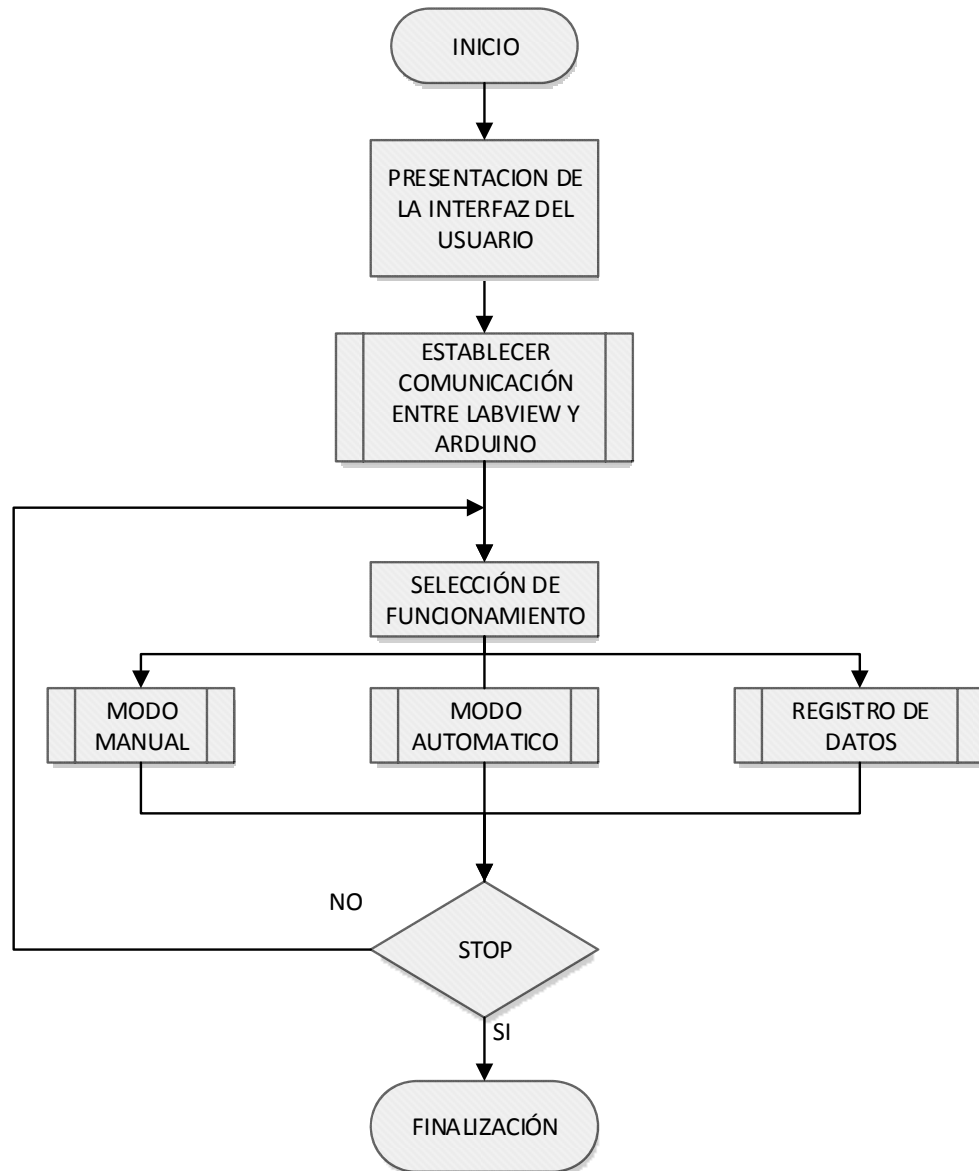 INICIO
PRESENTACION DE
LA INTERFAZ DEL
USUARIO
ESTABLECER
COMUNICACIÓN
ENTRE LABVIEW Y
ARDUINO
SELECCIÓN DE
FUNCIONAMIENTO
MODO
MANUAL
MODO
AUTOMATICO
REGISTRO DE
DATOS
NO
STOP
SI
FINALIZACIÓN